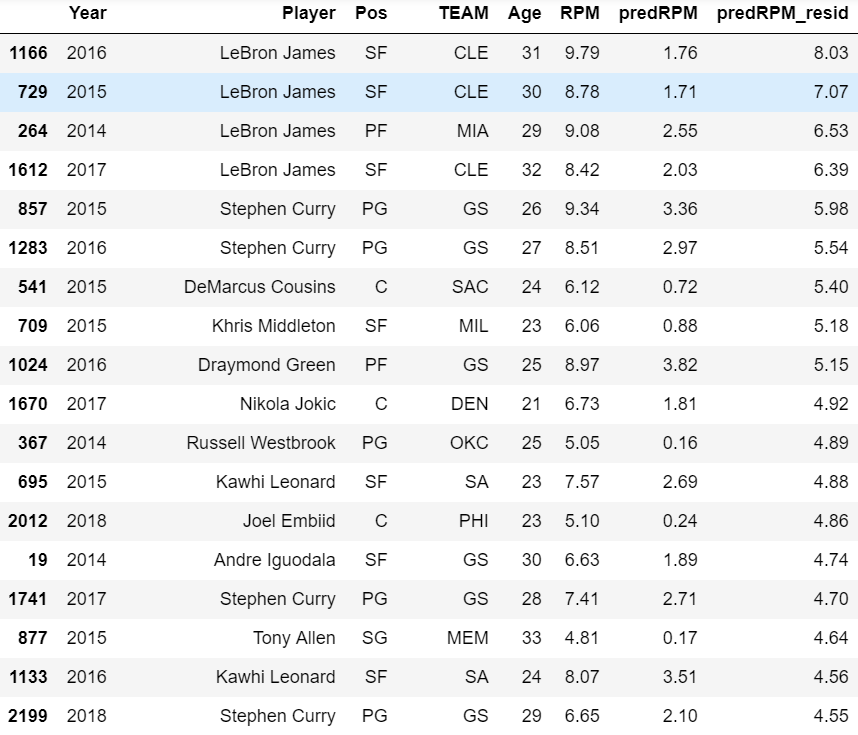 Year Player Pos TEAM Age RPM predRPM predRPM_resid
1166 2016 LeBron James SF CLE 31 9.79 1.76 8.03
729 2015 LeBron James SF CLE 30 8.78 1.71 7.07
264 2014 LeBron James PF MIA 29 9.08 2.55 6.53
1612 2017 LeBron James SF CLE 32 8.42 2.03 6.39
857 2015 Stephen Curry PG GS 26 9.34 3.36 5.98
1283 2016 Stephen Curry PG GS 27 8.51 2.97 5.54
541 2015 DeMarcus Cousins C SAC 24 6.12 0.72 5.40
709 2015 Khris Middleton SF MIL 23 6.06 0.88 5.18
1024 2016 Draymond Green PF GS 25 8.97 3.82 5.15
1670 2017 Nikola Jokic C DEN 21 6.73 1.81 4.92
367 2014 Russell Westbrook PG OKC 25 5.05 0.16 4.89
695 2015 Kawhi Leonard SF SA 23 7.57 2.69 4.88
2012 2018 Joel Embiid C PHI 23 5.10 0.24 4.86
19 2014 Andre Iguodala SF GS 30 6.63 1.89 4.74
1741 2017 Stephen Curry PG GS 28 7.41 2.71 4.70
877 2015 Tony Allen SG MEM 33 4.81 0.17 4.64
1133 2016 Kawhi Leonard SF SA 24 8.07 3.51 4.56
2199 2018 Stephen Curry PG GS 29 6.65 2.10 4.55